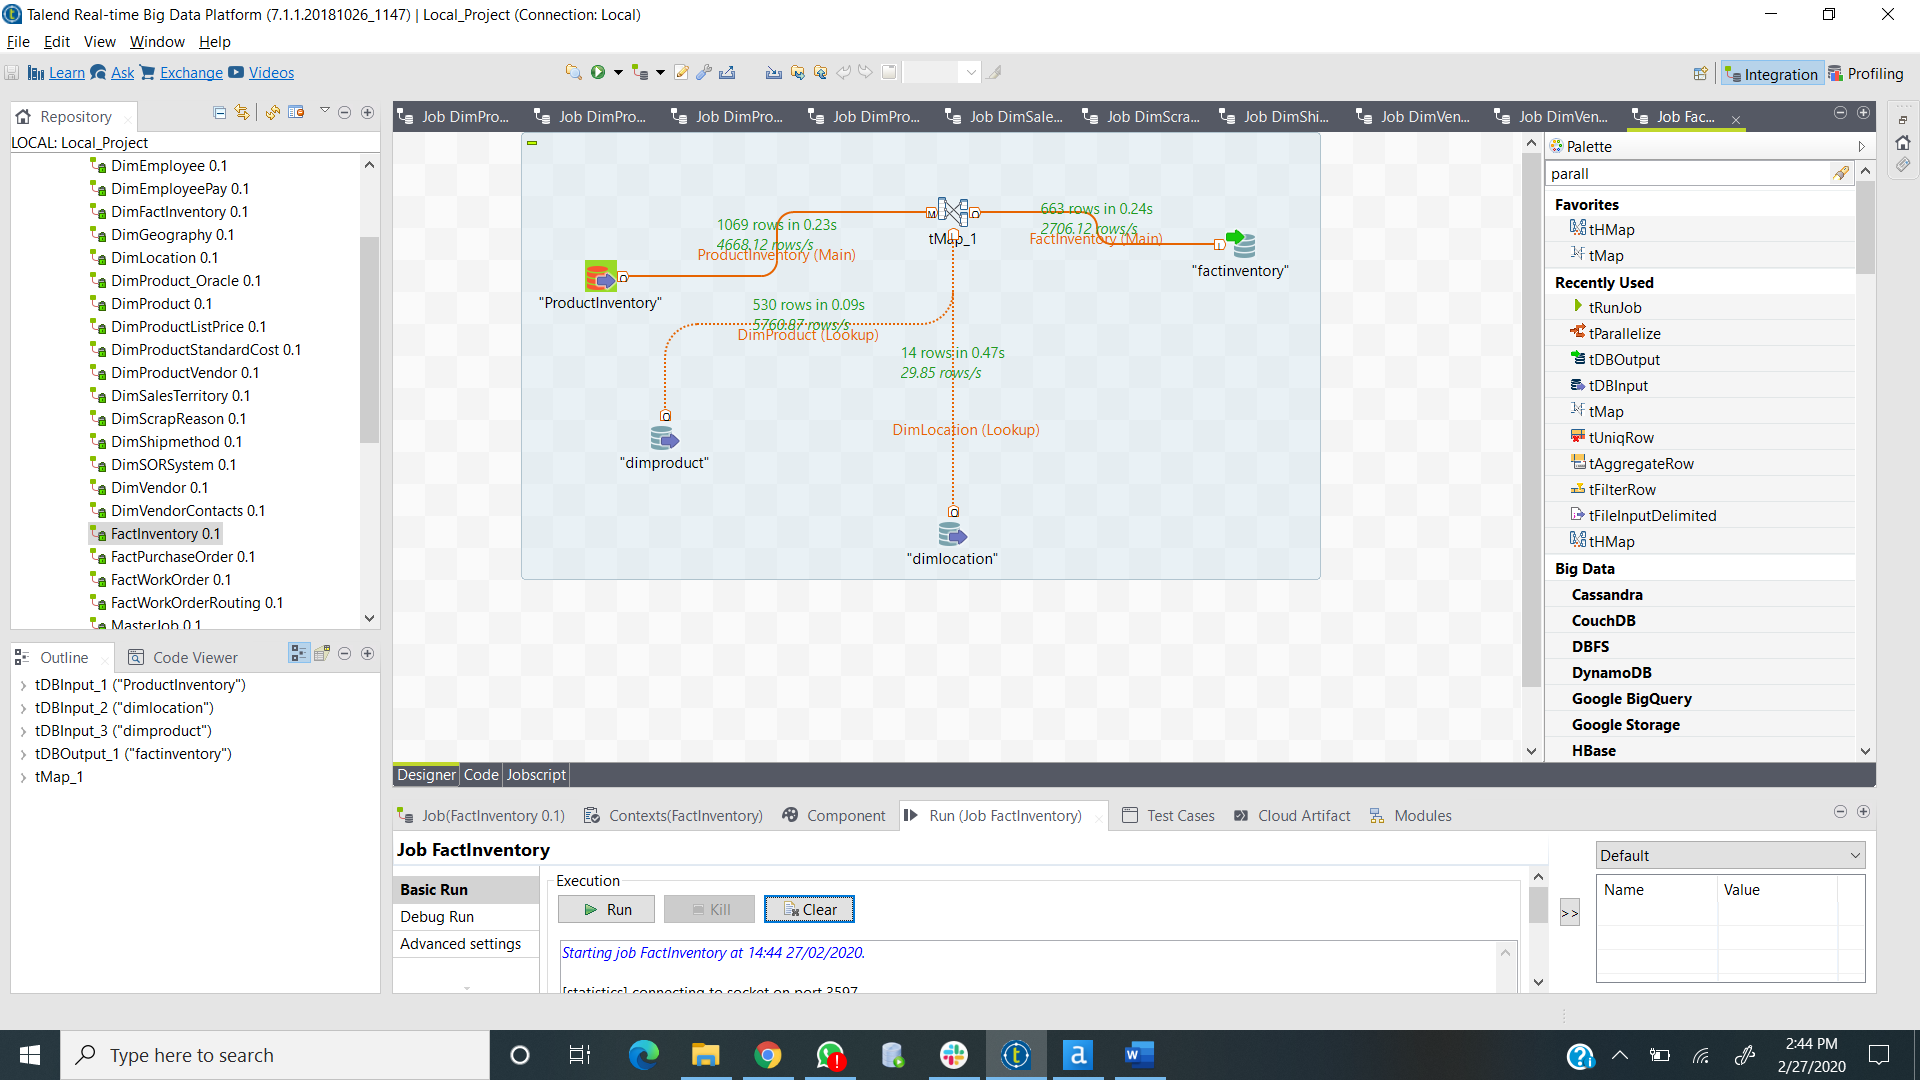 Talend Real-time Big Data Platform (7.1.1.20181026_1147) | Local_Project (Connection: Local)
File Edit View Window Help
Learn Ask Exchange Videos
Integration Profiling
Repository
LOCAL: Local_Project
DimEmployee 0.1
DimEmployeePay 0.1
DimFactInventory 0.1
DimGeography 0.1
DimLocation 0.1
DimProduct_Oracle 0.1
DimProduct 0.1
DimProductListPrice 0.1
DimProductStandardCost 0.1
DimProductVendor 0.1
DimSalesTerritory 0.1
DimScrapReason 0.1
DimShipmethod 0.1
DimSORSystem 0.1
DimVendor 0.1
DimVendorContacts 0.1
FactInventory 0.1
FactPurchaseOrder 0.1
FactWorkOrder 0.1
FactWorkOrderRouting 0.1
MasterJob 0.1
Outline Code Viewer
tDBInput_1 ("ProductInventory")
tDBInput_2 ("dimlocation")
tDBInput_3 ("dimproduct")
tDBOutput_1 ("factinventory")
tMap_1
Job DimPro... Job DimPro... Job DimPro... Job DimPro... Job DimSale... Job DimScra... Job DimShi... Job DimVen... Job DimVen... Job Fac...
1069 rows in 0.23s
4668.12 rows/s
ProductInventory (Main)
"ProductInventory"
tMap_1
663 rows in 0.24s
2706.12 rows/s
FactInventory (Main)
"factinventory"
530 rows in 0.09s
5760.87 rows/s
DimProduct (Lookup)
"dimproduct"
14 rows in 0.47s
29.85 rows/s
DimLocation (Lookup)
"dimlocation"
Designer Code Jobscript
Palette
parall
Favorites
tHMap
tMap
Recently Used
tRunJob
tParallelize
tDBOutput
tDBInput
tMap
tUniqRow
tAggregateRow
tFilterRow
tFileInputDelimited
tHMap
Big Data
Cassandra
CouchDB
DBFS
DynamoDB
Google BigQuery
Google Storage
HBase
Job(FactInventory 0.1) Contexts(FactInventory) Component Run (Job FactInventory) Test Cases Cloud Artifact Modules
Job FactInventory
Basic Run
Debug Run
Advanced settings
Execution
Run Kill Clear
Starting job FactInventory at 14:44 27/02/2020.
[statistics] connecting to socket on port 3597
>>
Default
Name Value
Type here to search
2:44 PM
2/27/2020